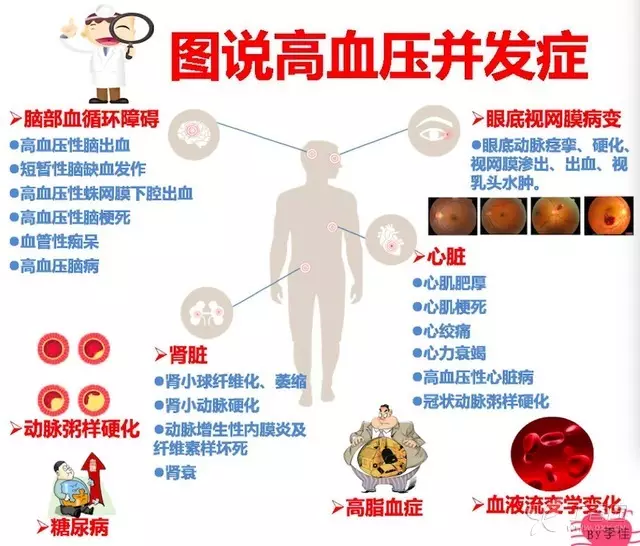 图说高血压并发症
➢脑部血循环障碍
●高血压性脑出血
●短暂性脑缺血发作
●高血压性蛛网膜下腔出血
●高血压性脑梗死
●血管性痴呆
●高血压脑病
➢眼底视网膜病变
●眼底动脉痉挛、硬化、
视网膜渗出、出血、视
乳头水肿。
➢心脏
●心肌肥厚
●心肌梗死
●心绞痛
●心力衰竭
●高血压性心脏病
●冠状动脉粥样硬化
➢肾脏
●肾小球纤维化、萎缩
●肾小动脉硬化
●动脉增生性内膜炎及
纤维素样坏死
●肾衰
➢动脉粥样硬化
➢糖尿病
➢高脂血症
➢血液流变学变化
BY李佳